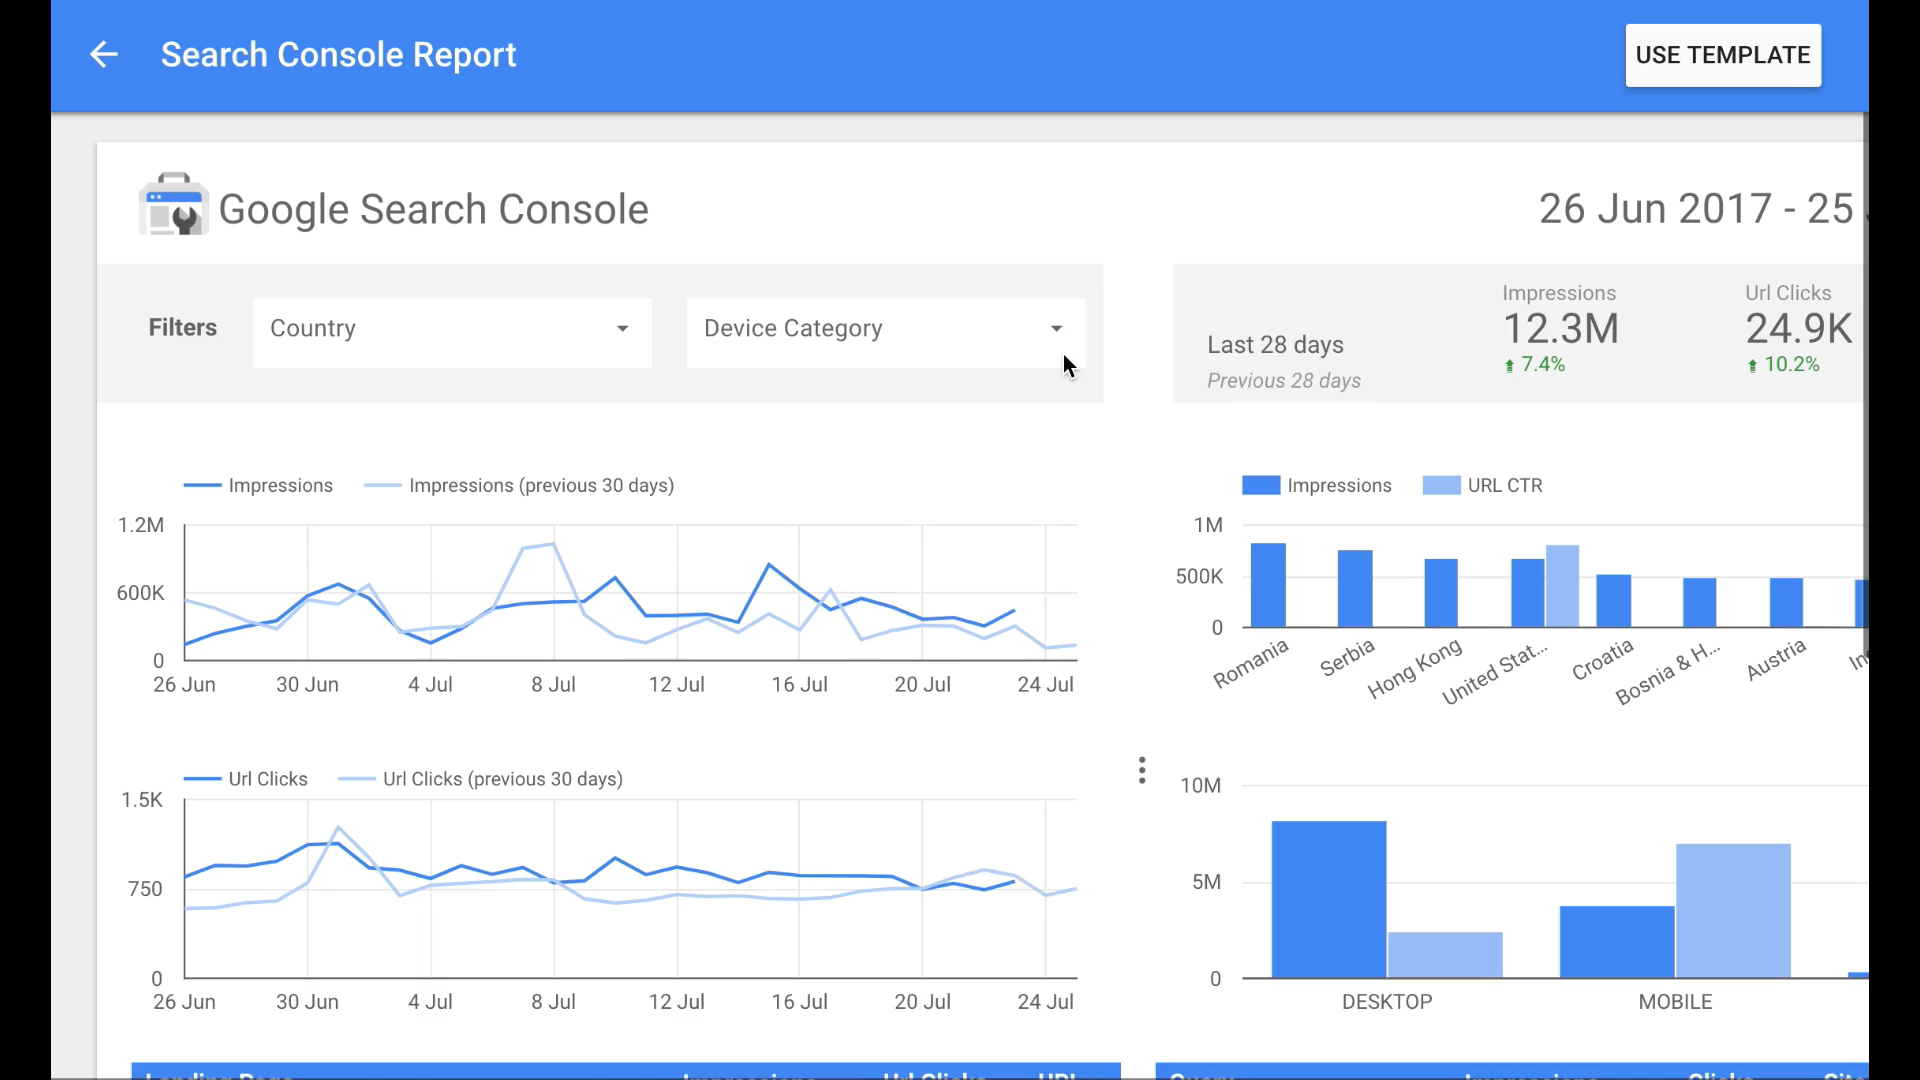 Search Console Report
USE TEMPLATE
Google Search Console
26 Jun 2017 - 25
Filters
Country
Device Category
Last 28 days
Previous 28 days
Impressions
12.3M
7.4%
Url Clicks
24.9K
10.2%
Impressions
Impressions (previous 30 days)
1.2M
600K
0
26 Jun
30 Jun
4 Jul
8 Jul
12 Jul
16 Jul
20 Jul
24 Jul
Impressions
URL CTR
1M
500K
0
Romania
Serbia
Hong Kong
United Stat...
Croatia
Bosnia & H...
Austria
Url Clicks
Url Clicks (previous 30 days)
1.5K
750
0
26 Jun
30 Jun
4 Jul
8 Jul
12 Jul
16 Jul
20 Jul
24 Jul
10M
5M
0
DESKTOP
MOBILE